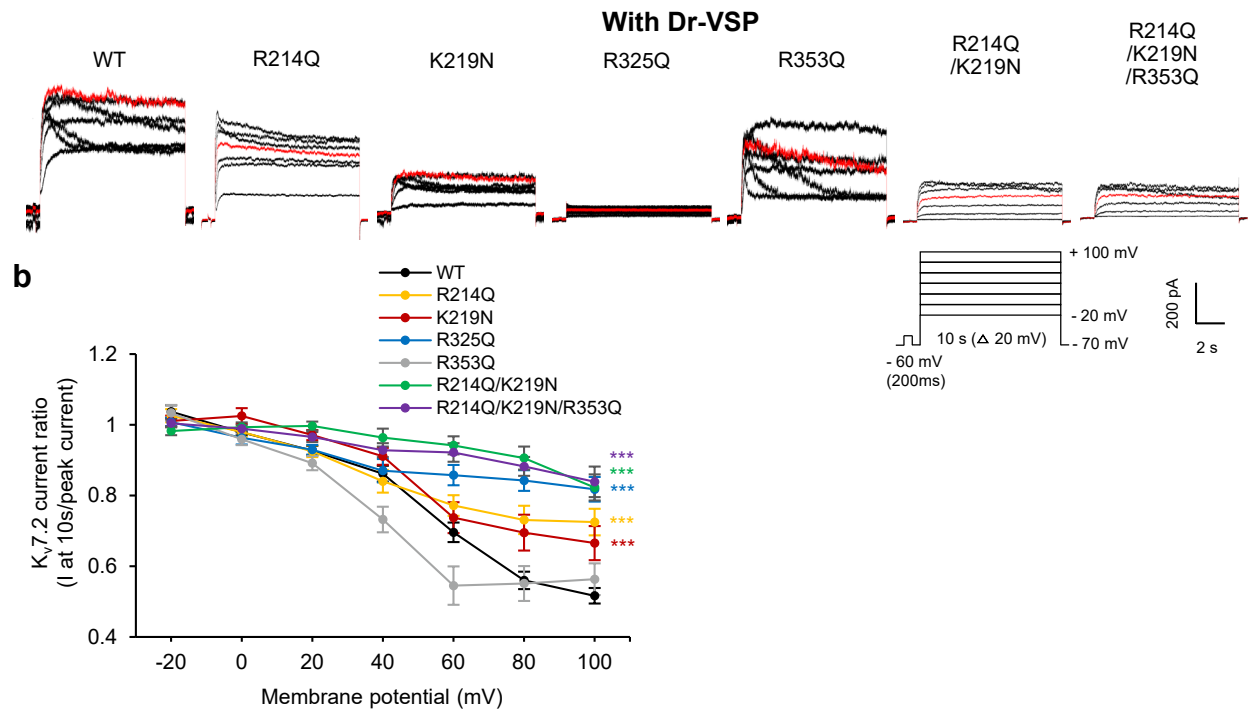 With Dr-VSP
WT
R214Q
K219N
R325Q
R353Q
R214Q
/K219N
R214Q
/K219N
/R353Q
+ 100 mV
- 20 mV
10 s (Δ 20 mV)
- 70 mV
- 60 mV
(200ms)
200 pA
2 s
b
WT
R214Q
K219N
R325Q
R353Q
R214Q/K219N
R214Q/K219N/R353Q
Kv7.2 current ratio
(I at 10s/peak current)
1.2
1
0.8
0.6
0.4
***
***
***
***
***
-20 0 20 40 60 80 100
Membrane potential (mV)